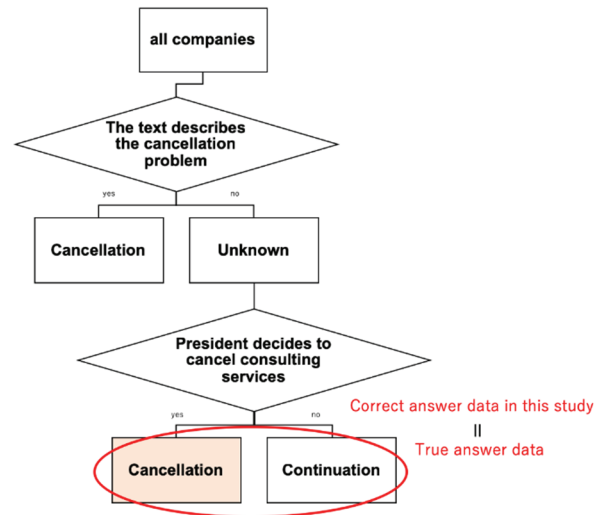 all companies
The text describes
the cancellation
problem
yes
no
Cancellation
Unknown
President decides to
cancel consulting
services
yes
no
Correct answer data in this study
=
True answer data
Cancellation
Continuation